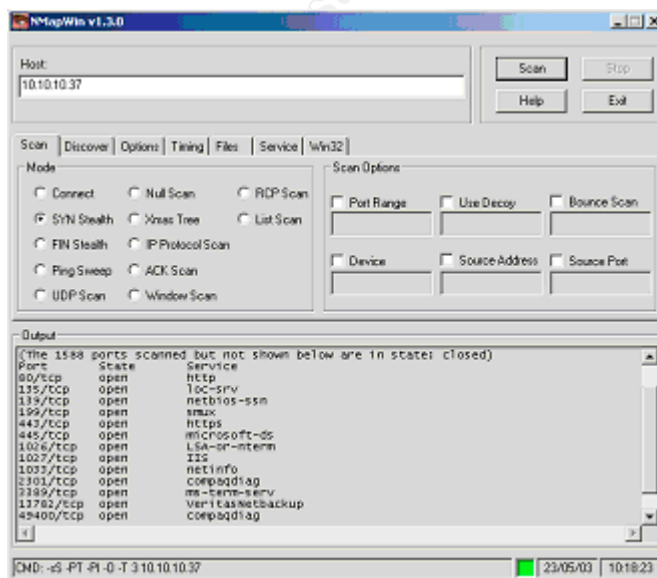 NMapWin v1.3.0
Host:
10.10.10.37
Scan Stop
Help Exit
Scan Discover Options Timing Files Service Win32
Mode
Scan Options
Connect Null Scan RCP Scan
SYN Stealth Xmas Tree List Scan
FIN Stealth IP Protocol Scan
Ping Sweep ACK Scan
UDP Scan Window Scan
Port Range Use Decoy Bounce Scan
Device Source Address Source Port
Output
(The 1588 ports scanned but not shown below are in state: closed)
Port State Service
80/tcp open http
135/tcp open loc-srv
139/tcp open netbios-ssn
199/tcp open smux
443/tcp open https
445/tcp open microsoft-ds
1026/tcp open LSA-or-nterm
1027/tcp open IIS
1033/tcp open netinfo
2301/tcp open compaqdiag
3389/tcp open ms-term-serv
13782/tcp open VeritasNetbackup
49400/tcp open compaqdiag
CMD: -sS -PT -PI -O -T 3 10.10.10.37
23/05/03 10:18:23